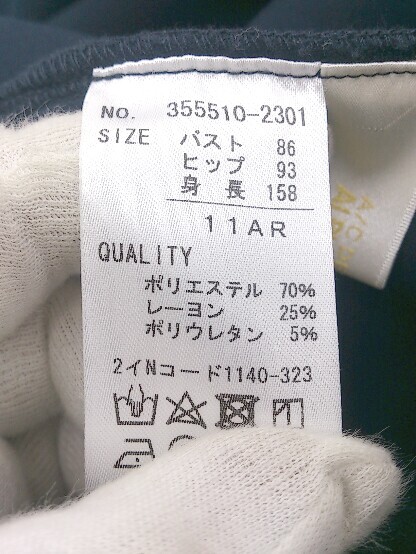 NO. 355510-2301
SIZE バスト 86
ヒップ 93
身長 158
11AR
QUALITY
ポリエステル 70%
レーヨン 25%
ポリウレタン 5%
2イNコード1140-323